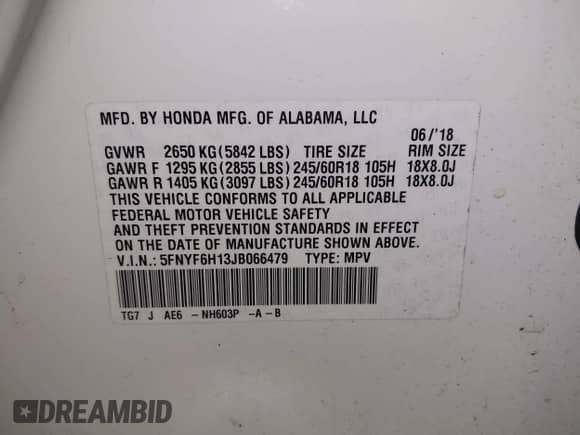 MFD. BY HONDA MFG. OF ALABAMA, LLC
06/'18
GVWR 2650 KG (5842 LBS) TIRE SIZE RIM SIZE
GAWR F 1295 KG (2855 LBS) 245/60R18 105H 18X8.0J
GAWR R 1405 KG (3097 LBS) 245/60R18 105H 18X8.0J
THIS VEHICLE CONFORMS TO ALL APPLICABLE
FEDERAL MOTOR VEHICLE SAFETY
AND THEFT PREVENTION STANDARDS IN EFFECT
ON THE DATE OF MANUFACTURE SHOWN ABOVE.
V.I.N.: 5FNYF6H13JB066479 TYPE: MPV
TG7 J AE6 -NH603P -A-B
DREAMBID